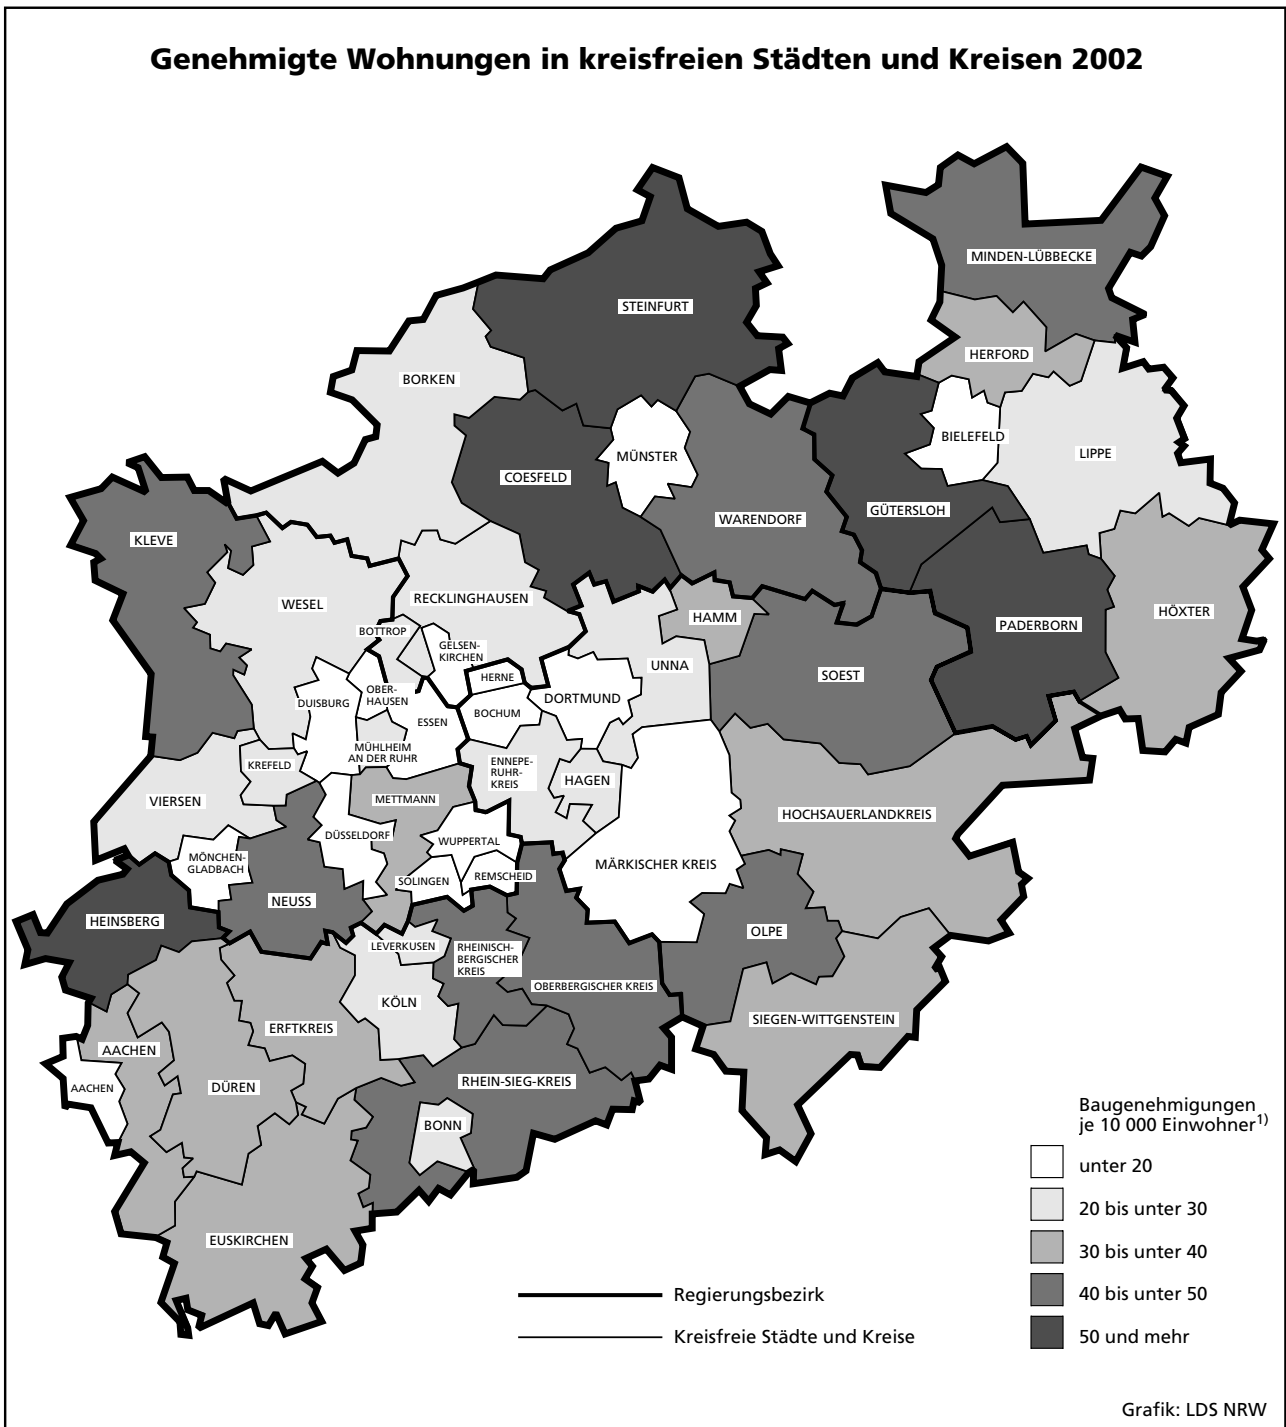 Genehmigte Wohnungen in kreisfreien Städten und Kreisen 2002
MINDEN-LÜBBECKE
STEINFURT
HERFORD
BORKEN
BIELEFELD
LIPPE
MÜNSTER
COESFELD
GÜTERSLOH
WARENDORF
KLEVE
RECKLINGHAUSEN
WESEL
HÖXTER
HAMM
PADERBORN
BOTTROP
GELSEN-
KIRCHEN
UNNA
SOEST
HERNE
OBER-
HAUSEN
DORTMUND
DUISBURG
BOCHUM
ESSEN
MÜHLHEIM
AN DER RUHR
KREFELD
ENNEPE-
RUHR-
KREIS
HAGEN
VIERSEN
METTMANN
HOCHSAUERLANDKREIS
DÜSSELDORF
WUPPERTAL
MÖNCHEN-
GLADBACH
MÄRKISCHER KREIS
SOLINGEN
REMSCHEID
NEUSS
HEINSBERG
OLPE
LEVERKUSEN
RHEINISCH-
BERGISCHER
KREIS
OBERBERGISCHER KREIS
KÖLN
SIEGEN-WITTGENSTEIN
ERFTKREIS
AACHEN
AACHEN
DÜREN
RHEIN-SIEG-KREIS
BONN
EUSKIRCHEN
Baugenehmigungen
je 10 000 Einwohner1)
unter 20
20 bis unter 30
30 bis unter 40
40 bis unter 50
50 und mehr
Regierungsbezirk
Kreisfreie Städte und Kreise
Grafik: LDS NRW